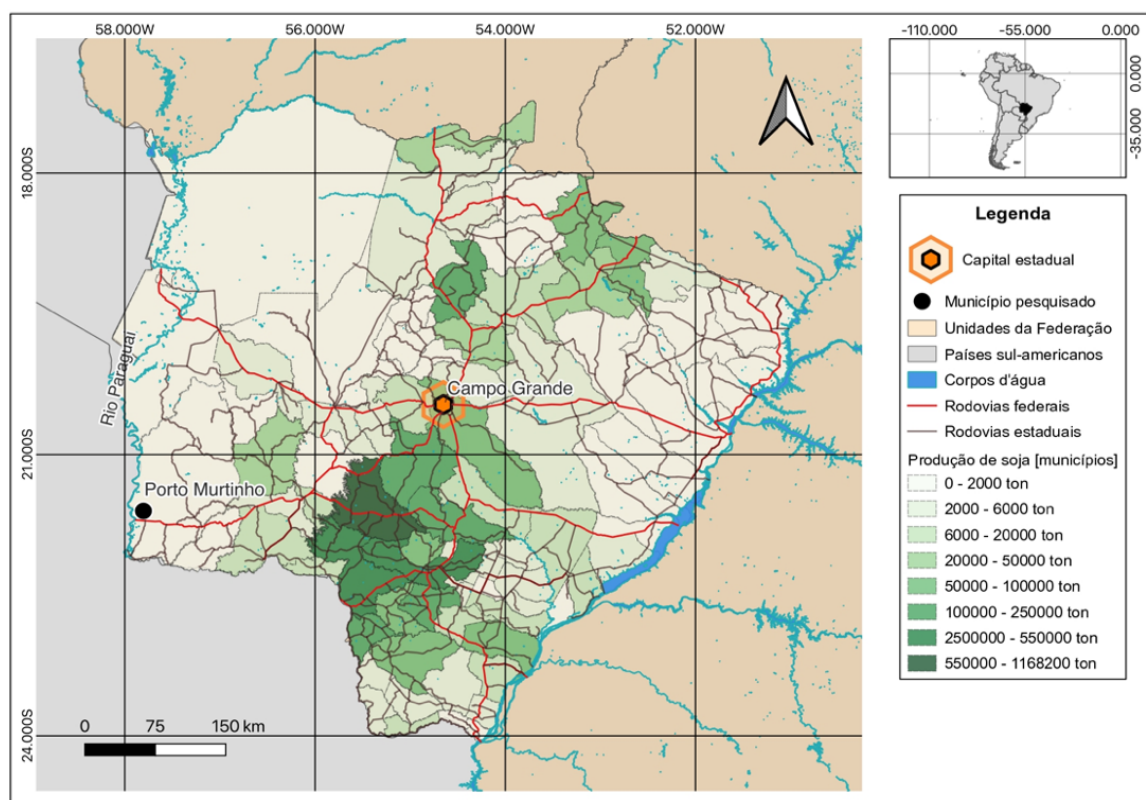 58.000W 56.000W 54.000W 52.000W
18.000S
21.000S
24.000S
Rio Paraguai
Campo Grande
Porto Murtinho
0 75 150 km
-110.000 -55.000 0.000
0.000
-35.000
Legenda
Capital estadual
Município pesquisado
Unidades da Federação
Países sul-americanos
Corpos d'água
Rodovias federais
Rodovias estaduais
Produção de soja [municípios]
0 - 2000 ton
2000 - 6000 ton
6000 - 20000 ton
20000 - 50000 ton
50000 - 100000 ton
100000 - 250000 ton
2500000 - 550000 ton
550000 - 1168200 ton